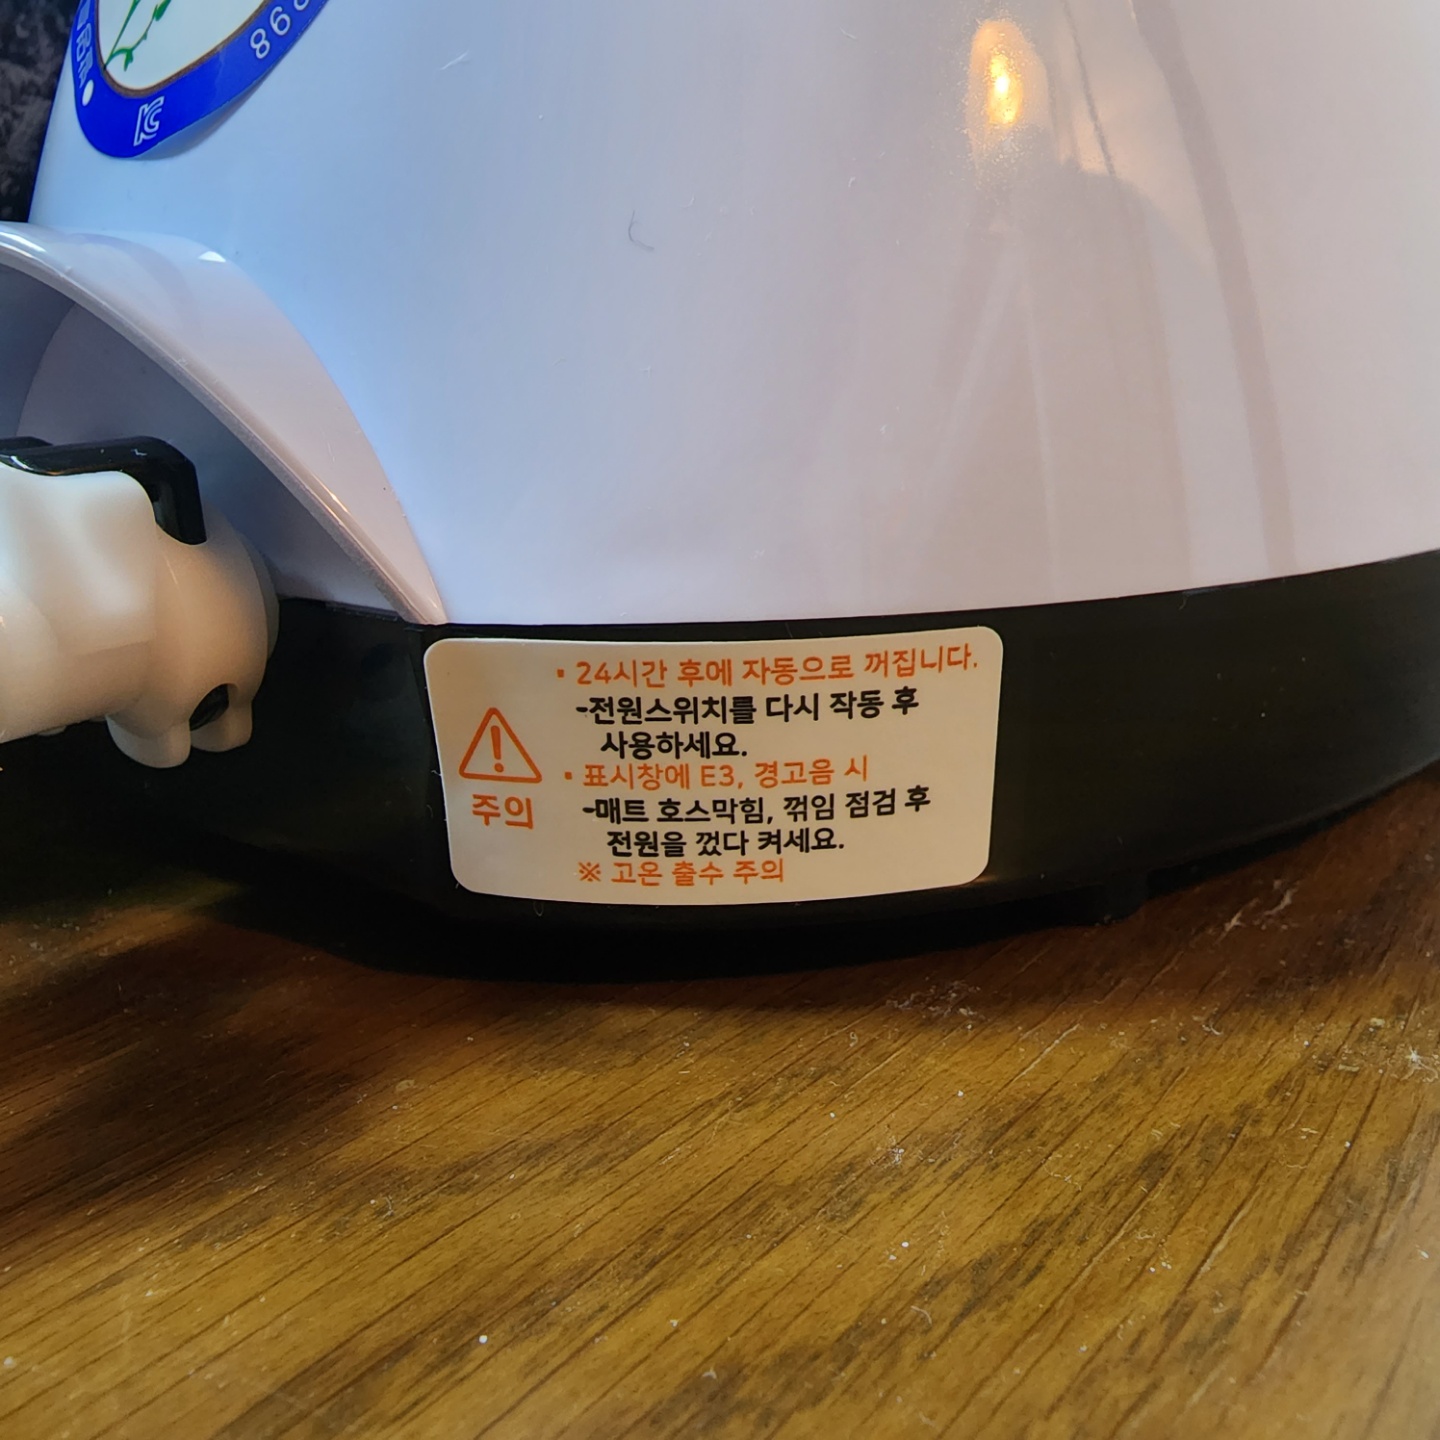 298
▪ 24시간 후에 자동으로 꺼집니다.
-전원스위치를 다시 작동 후
사용하세요.
▪ 표시창에 E3, 경고음 시
-매트 호스막힘, 꺾임 점검 후
전원을 껐다 켜세요.
※ 고온 출수 주의
주의